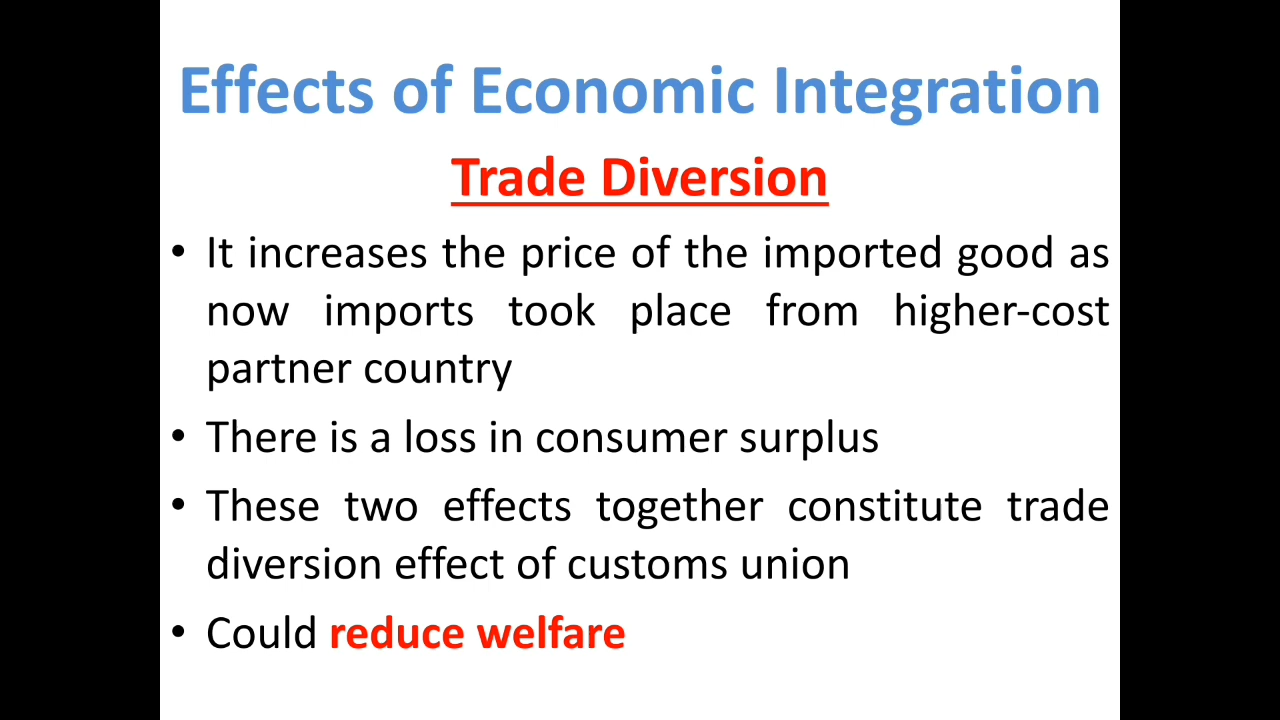 Effects of Economic Integration
Trade Diversion
• It increases the price of the imported good as
now imports took place from higher-cost
partner country
• There is a loss in consumer surplus
• These two effects together constitute trade
diversion effect of customs union
• Could reduce welfare